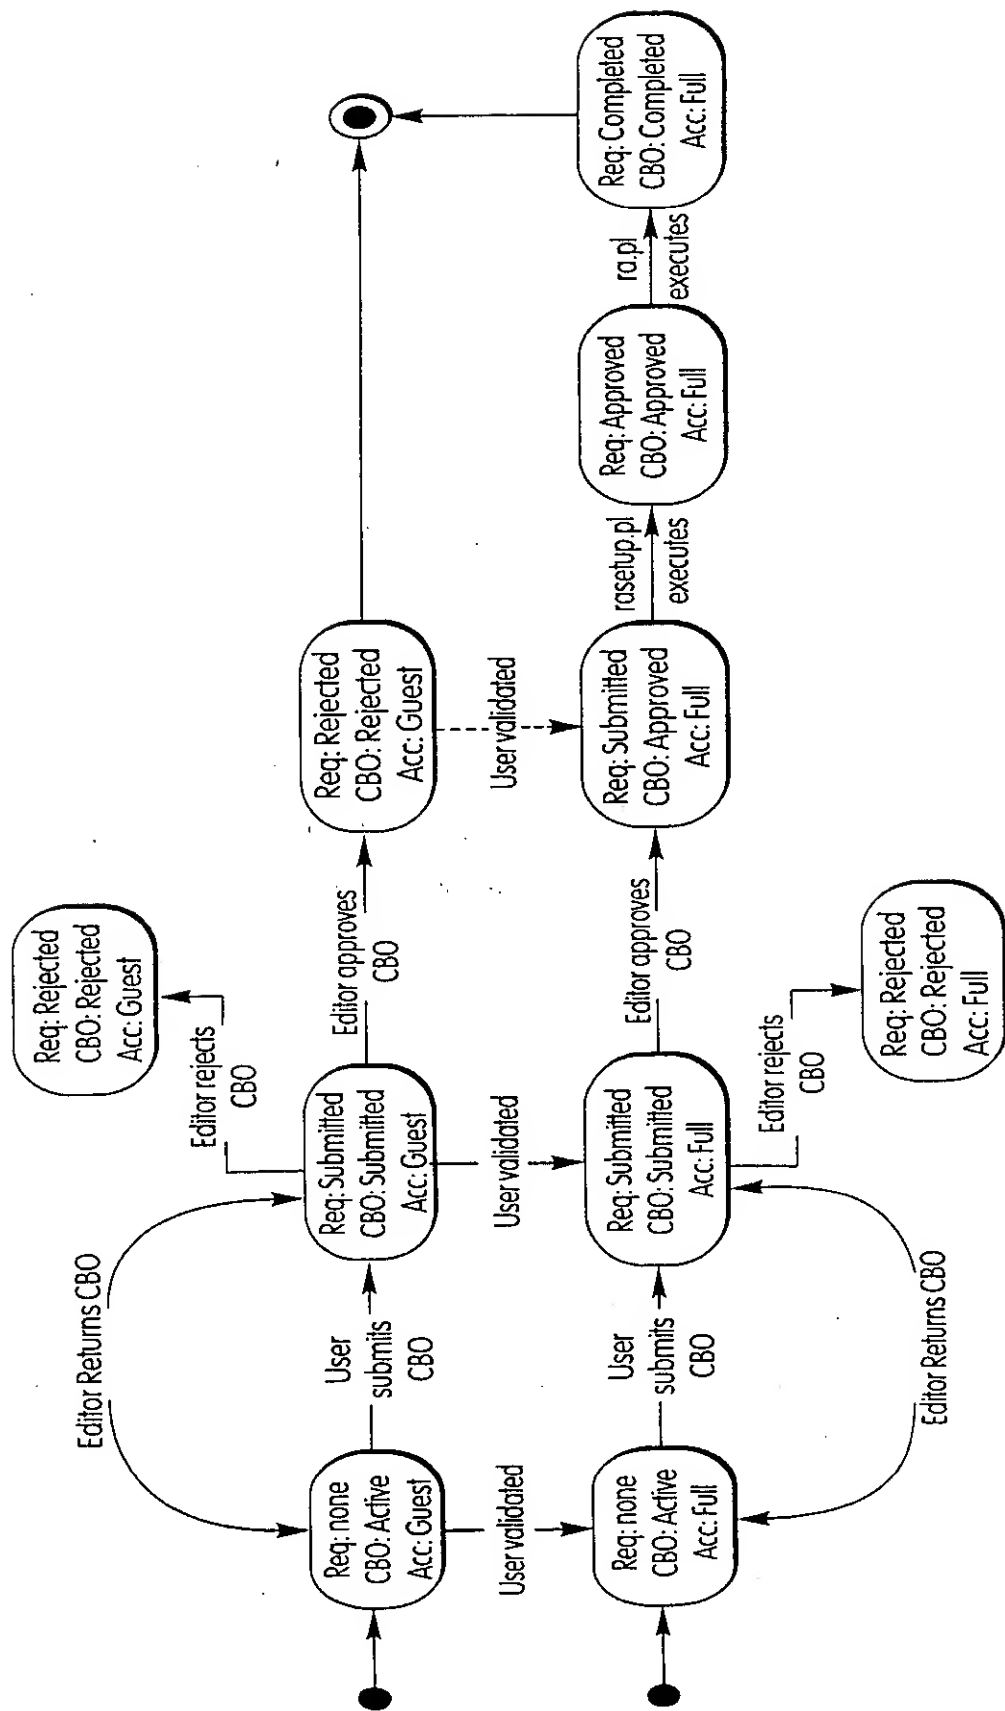 Editor Returns CBO
Req: none
CBO: Active
Acc: Guest
User
submits
CBO
Req: Submitted
CBO: Submitted
Acc: Guest
Editor rejects
CBO
Req: Rejected
CBO: Rejected
Acc: Guest
Editor approves
CBO
Req: Rejected
CBO: Rejected
Acc: Guest
User validated
User validated
User validated
Req: none
CBO: Active
Acc: Full
User
submits
CBO
Req: Submitted
CBO: Submitted
Acc: Full
Editor approves
CBO
Req: Submitted
CBO: Approved
Acc: Full
rasetup.pl
executes
Req: Approved
CBO: Approved
Acc: Full
ra.pl
executes
Req: Completed
CBO: Completed
Acc: Full
Editor Returns CBO
Editor rejects
CBO
Req: Rejected
CBO: Rejected
Acc: Full